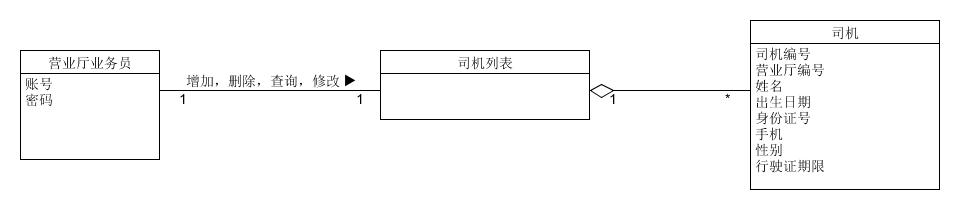 营业厅业务员
账号
密码
增加，删除，查询，修改
1
1
司机列表
1
*
司机
司机编号
营业厅编号
姓名
出生日期
身份证号
手机
性别
行驶证期限